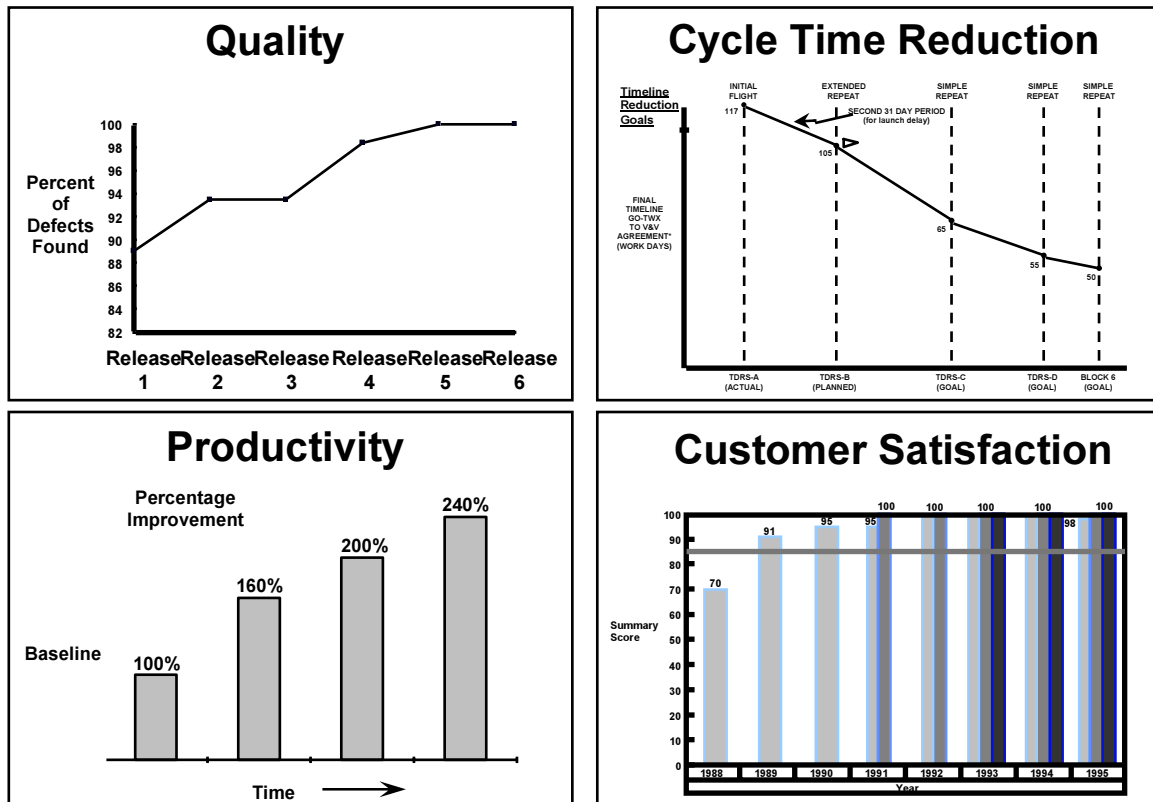 Quality
100
98
96
94
92
90
88
86
84
82
Percent
of
Defects
Found
Release Release Release Release Release Release
1 2 3 4 5 6
Cycle Time Reduction
Timeline
Reduction
Goals
INITIAL
FLIGHT
EXTENDED
REPEAT
SIMPLE
REPEAT
SIMPLE
REPEAT
SIMPLE
REPEAT
SECOND 31 DAY PERIOD
(for launch delay)
117
105
65
55
50
FINAL
TIMELINE
GO-TWX
TO V&V
AGREEMENT*
(WORK DAYS)
TDRS-A
(ACTUAL)
TDRS-B
(PLANNED)
TDRS-C
(GOAL)
TDRS-D
(GOAL)
BLOCK 6
(GOAL)
Productivity
Percentage
Improvement
240%
200%
160%
100%
Baseline
Time
Customer Satisfaction
100 100 100 100 100
95 95 98
91
70
100
90
80
70
60
50
40
30
20
10
0
Summary
Score
1988 1989 1990 1991 1992 1993 1994 1995
Year